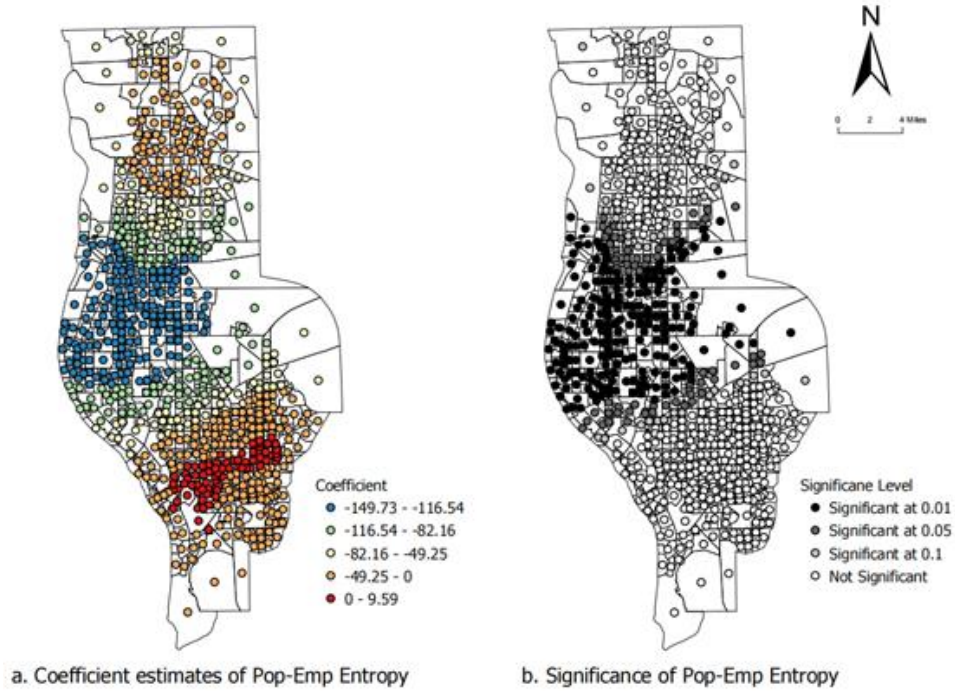 N
0 2 4 Miles
Coefficient
-149.73 - -116.54
-116.54 - -82.16
-82.16 - -49.25
-49.25 - 0
0 - 9.59
Significane Level
Significant at 0.01
Significant at 0.05
Significant at 0.1
Not Significant
a. Coefficient estimates of Pop-Emp Entropy
b. Significance of Pop-Emp Entropy